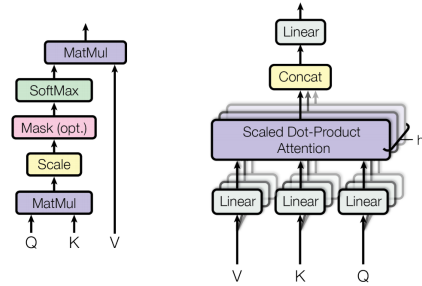 MatMul
SoftMax
Mask (opt.)
Scale
MatMul
Q K V
Linear
Concat
Scaled Dot-Product
Attention
h
Linear Linear Linear
V K Q